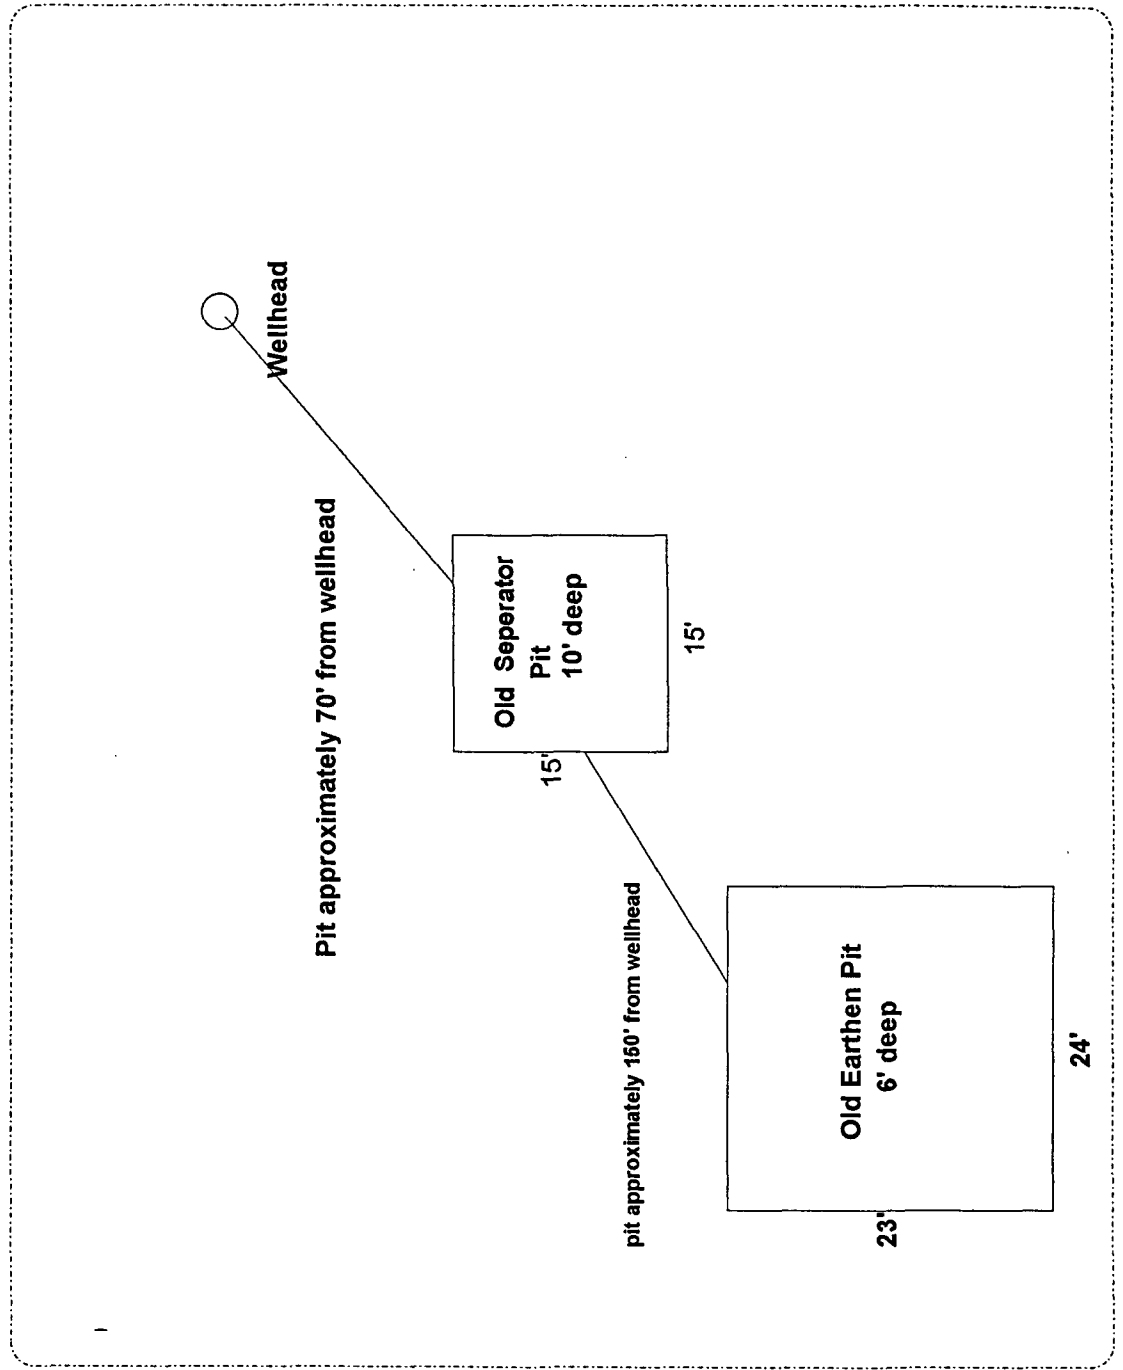 Wellhead
Pit approximately 70' from wellhead
Old Seperator
Pit
10' deep
15'
15'
pit approximately 160' from wellhead
Old Earthen Pit
6' deep
23'
24'